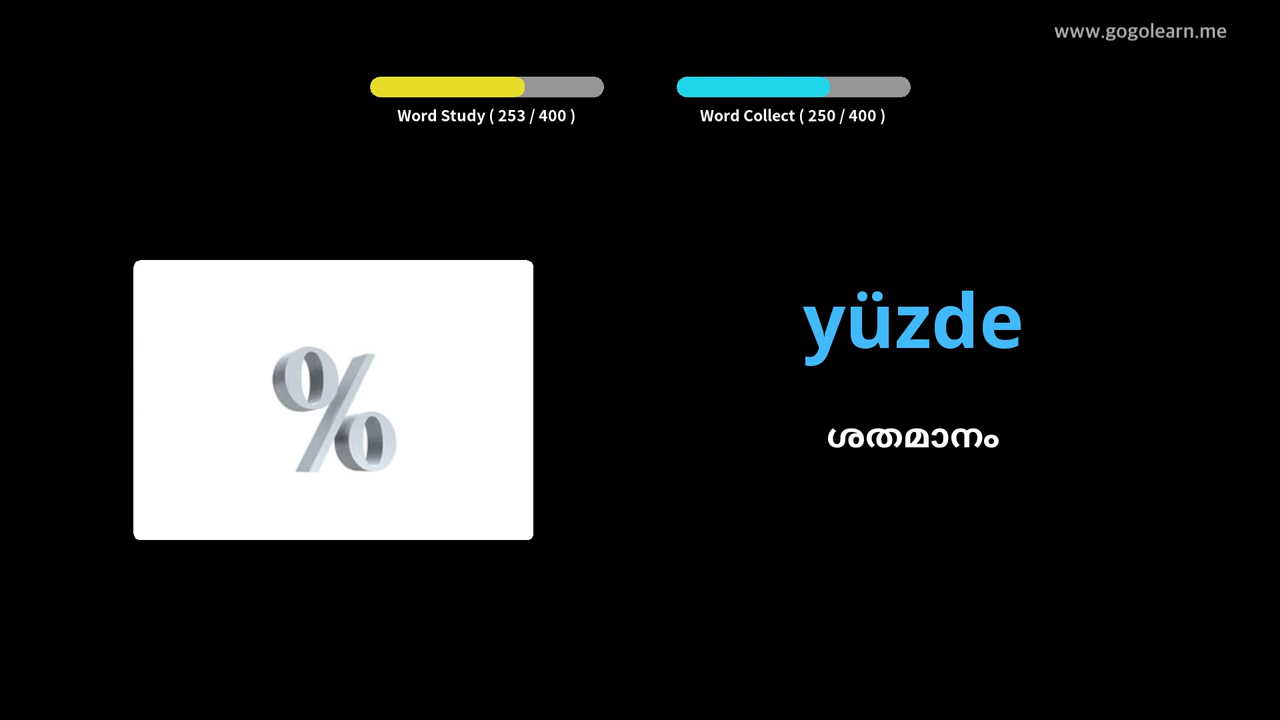 www.gogolearn.me
Word Study ( 253 / 400 )
Word Collect ( 250 / 400 )
%
yüzde
ശതമാനം